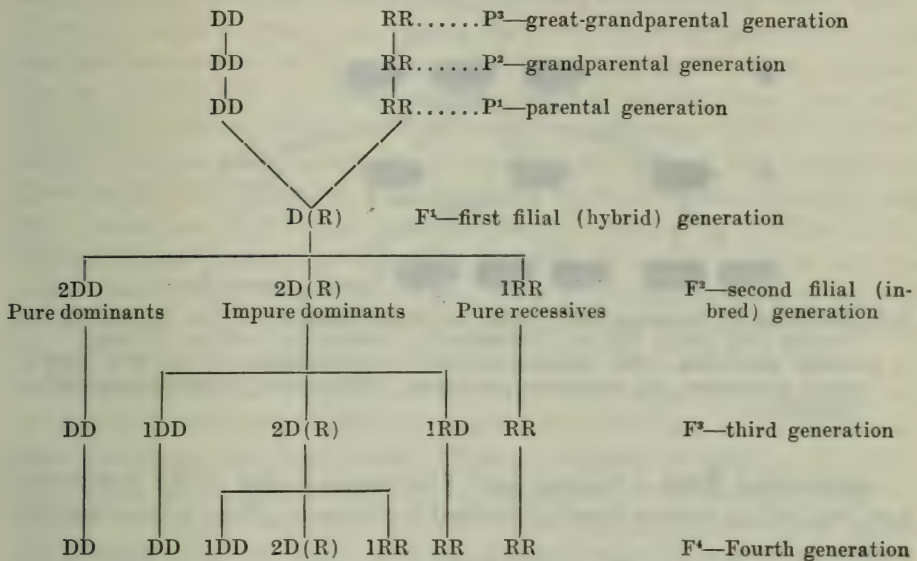 DD RR......P³—great-grandparental generation
DD RR......P²—grandparental generation
DD RR......P¹—parental generation
D(R) F¹—first filial (hybrid) generation
2DD 2D(R) 1RR F²—second filial (in-
Pure dominants Impure dominants Pure recessives bred) generation
DD 1DD 2D(R) 1RD RR F³—third generation
DD DD 1DD 2D(R) 1RR RR RR F⁴—Fourth generation